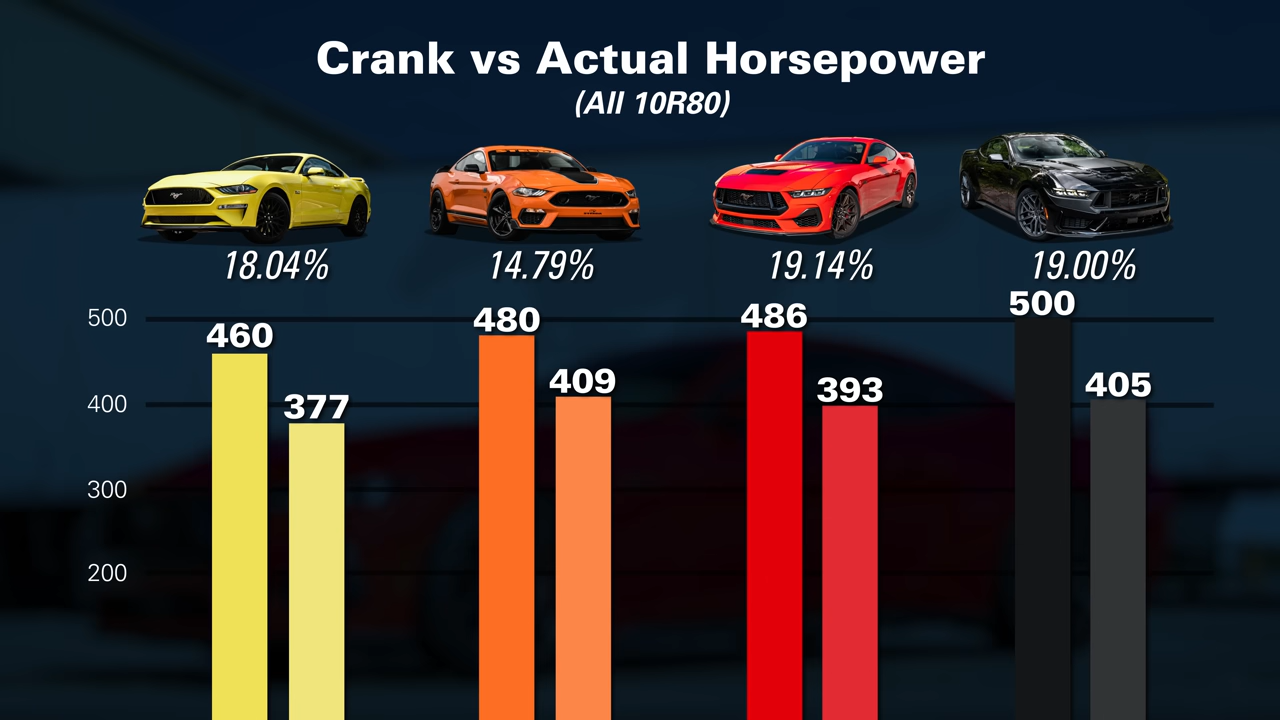 Crank vs Actual Horsepower
(All 10R80)
18.04% 14.79% 19.14% 19.00%
500
460 480 486 500
400
377 409 393 405
300
200